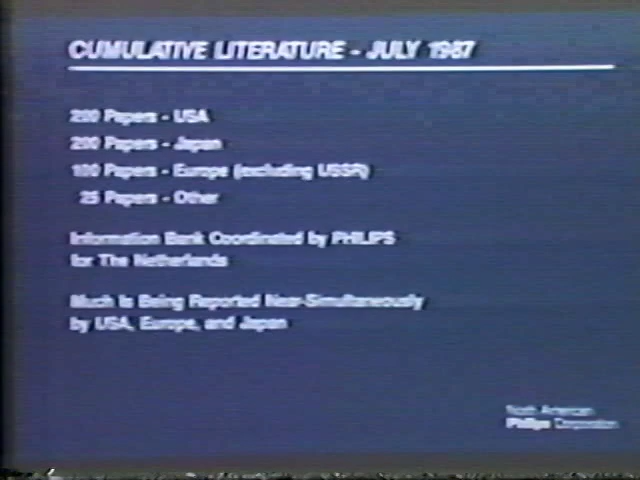 CUMULATIVE LITERATURE - JULY 1987
200 Papers - USA
200 Papers - Japan
100 Papers - Europe (excluding USSR)
25 Papers - Other
Information Bank Coordinated by PHILIPS
for The Netherlands
Much Is Being Reported Near-Simultaneously
by USA, Europe, and Japan
North American
Philips Corporation